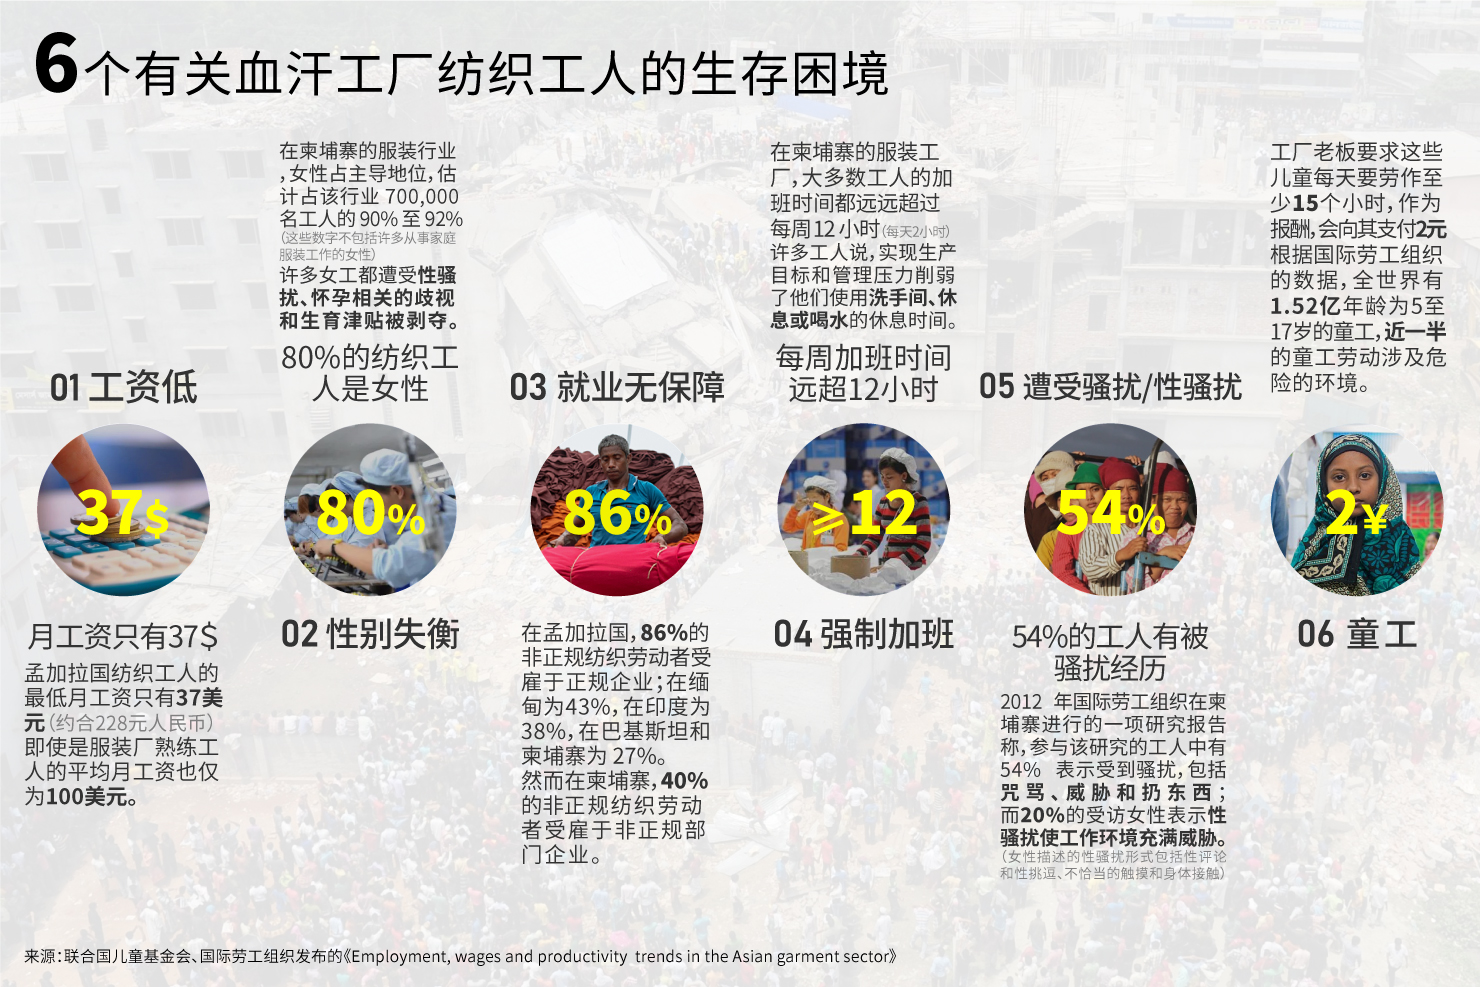 6个有关血汗工厂纺织工人的生存困境
01 工资低
37$
月工资只有37$
孟加拉国纺织工人的
最低月工资只有37美
元（约合228元人民币）
即使是服装厂熟练工
人的平均月工资也仅
为100美元。
在柬埔寨的服装行业
，女性占主导地位，估
计占该行业 700,000
名工人的 90% 至 92%
（这些数字不包括许多从事家庭
服装工作的女性）
许多女工都遭受性骚
扰、怀孕相关的歧视
和生育津贴被剥夺。
80%的纺织工
人是女性
80%
02 性别失衡
03 就业无保障
86%
在孟加拉国，86%的
非正规纺织劳动者受
雇于正规企业；在缅
甸为43%，在印度为
38%，在巴基斯坦和
柬埔寨为 27%。
然而在柬埔寨，40%
的非正规纺织劳动
者受雇于非正规部
门企业。
在柬埔寨的服装工
厂，大多数工人的加
班时间都远远超过
每周12 小时（每天2小时）
许多工人说，实现生产
目标和管理压力削弱
了他们使用洗手间、休
息或喝水的休息时间。
每周加班时间
远超12小时
⩾12
04 强制加班
05 遭受骚扰/性骚扰
54%
54%的工人有被
骚扰经历
2012 年国际劳工组织在柬
埔寨进行的一项研究报告
称，参与该研究的工人中有
54% 表示受到骚扰，包括
咒骂、威胁和扔东西；
而20%的受访女性表示性
骚扰使工作环境充满威胁。
（女性描述的性骚扰形式包括性评论
和性挑逗、不恰当的触摸和身体接触）
工厂老板要求这些
儿童每天要劳作至
少15个小时，作为
报酬，会向其支付2元
根据国际劳工组织
的数据，全世界有
1.52亿年龄为5至
17岁的童工，近一半
的童工劳动涉及危
险的环境。
2¥
06 童工
来源：联合国儿童基金会、国际劳工组织发布的《Employment, wages and productivity trends in the Asian garment sector》